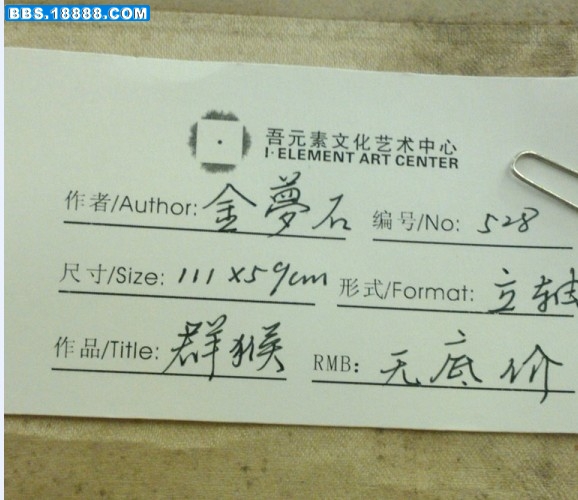 BBS.18888.COM
吾元素文化艺术中心
I·ELEMENT ART CENTER
作者/Author: 金夢石 编号/No: 528
尺寸/Size: 111×59cm 形式/Format: 立轴
作品/Title: 群猴 RMB: 无底价